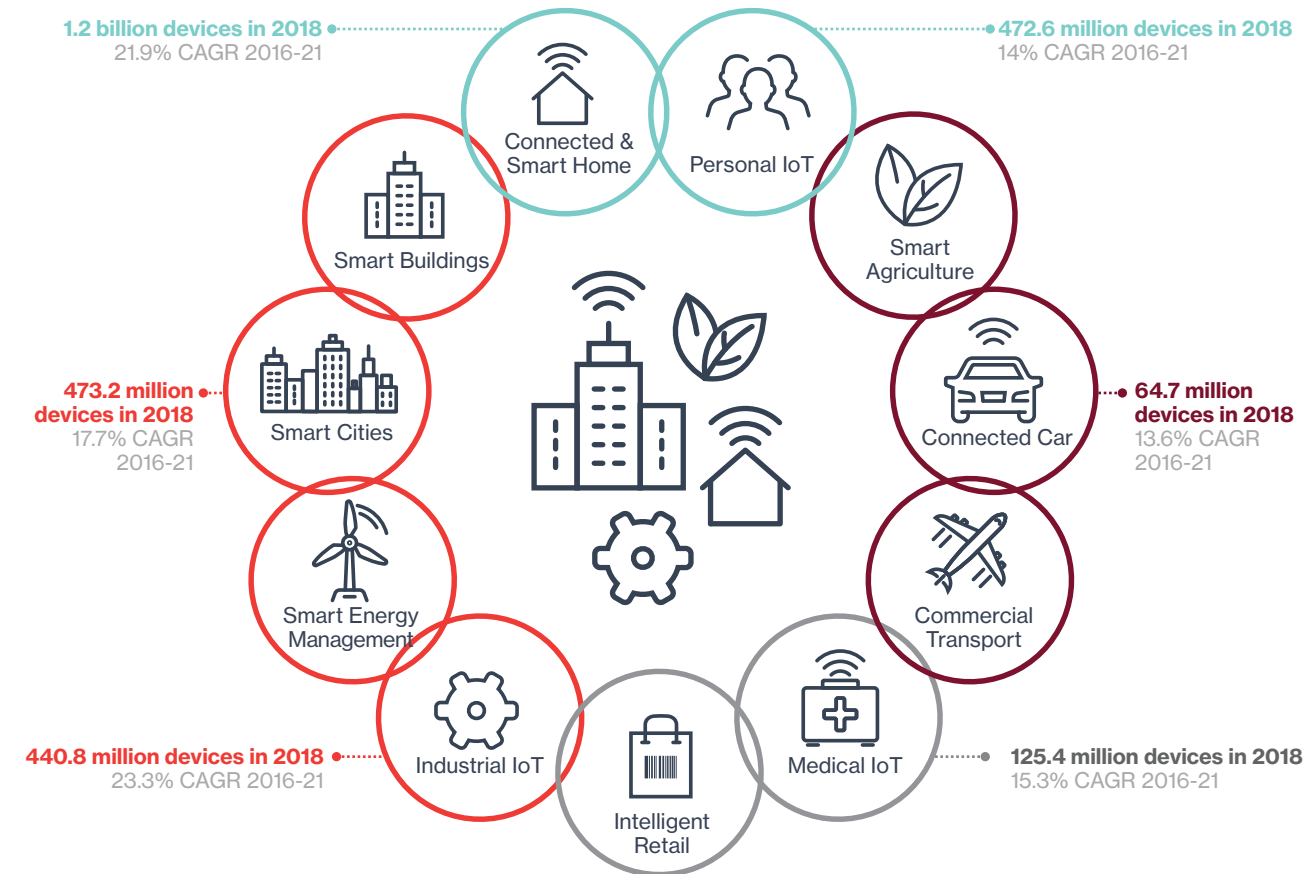 1.2 billion devices in 2018
21.9% CAGR 2016-21
472.6 million devices in 2018
14% CAGR 2016-21
Connected &
Smart Home
Personal IoT
Smart Buildings
Smart
Agriculture
473.2 million
devices in 2018
17.7% CAGR
2016-21
Smart Cities
Connected Car
64.7 million
devices in 2018
13.6% CAGR
2016-21
Smart Energy
Management
Commercial
Transport
440.8 million devices in 2018
23.3% CAGR 2016-21
Industrial IoT
Intelligent
Retail
Medical IoT
125.4 million devices in 2018
15.3% CAGR 2016-21